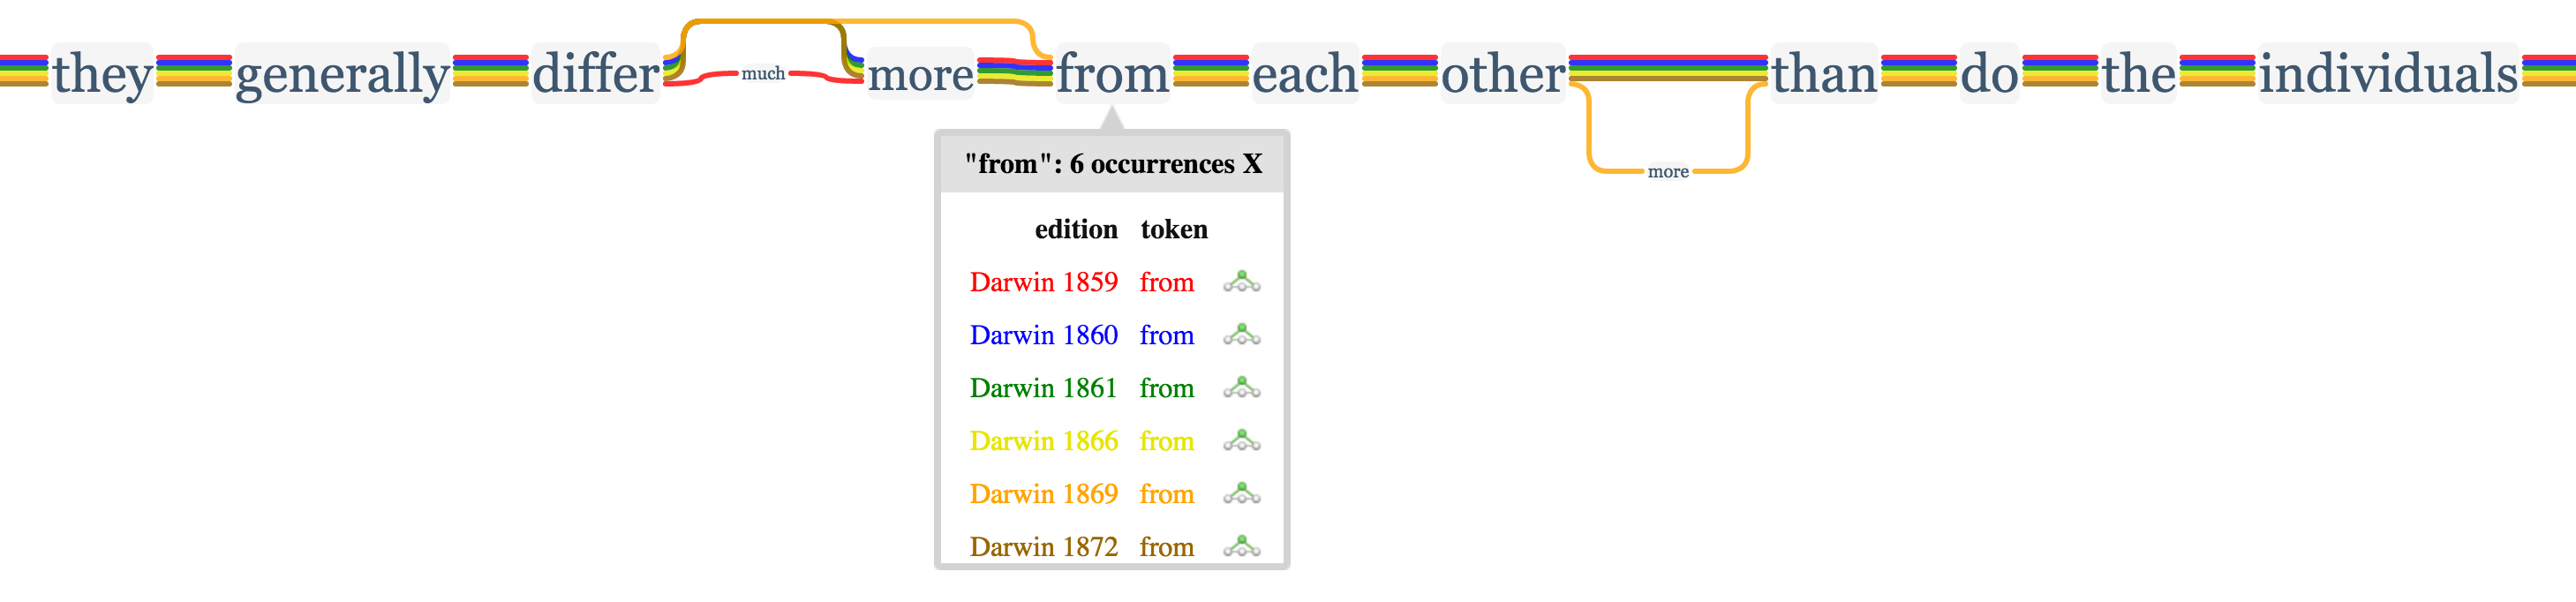 they generally differ much more from each other than do the individuals
more
"from": 6 occurrences X
edition token
Darwin 1859 from
Darwin 1860 from
Darwin 1861 from
Darwin 1866 from
Darwin 1869 from
Darwin 1872 from